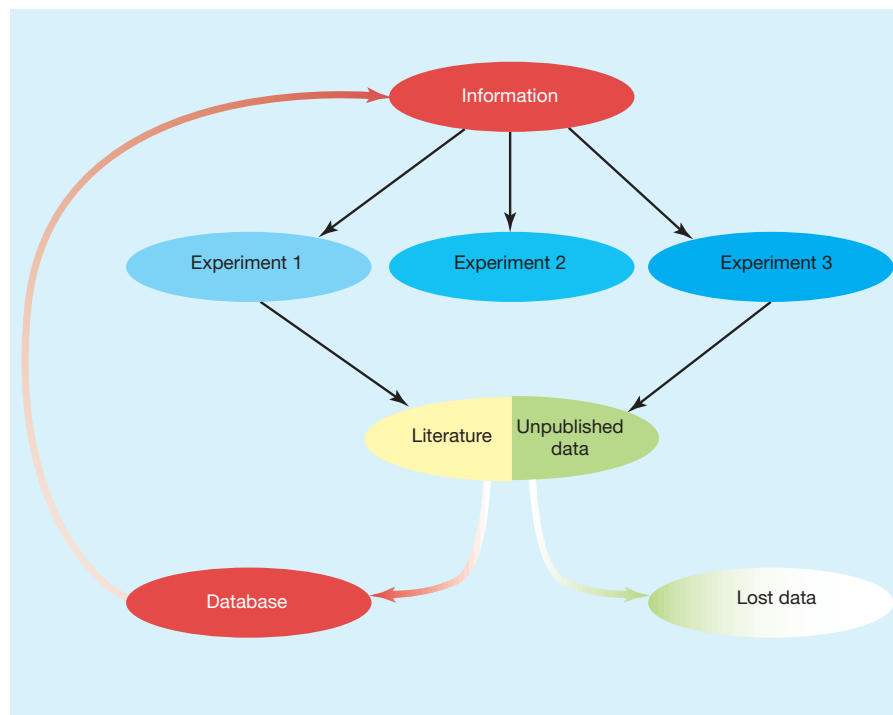 Information
Experiment 1
Experiment 2
Experiment 3
Literature
Unpublished
data
Database
Lost data